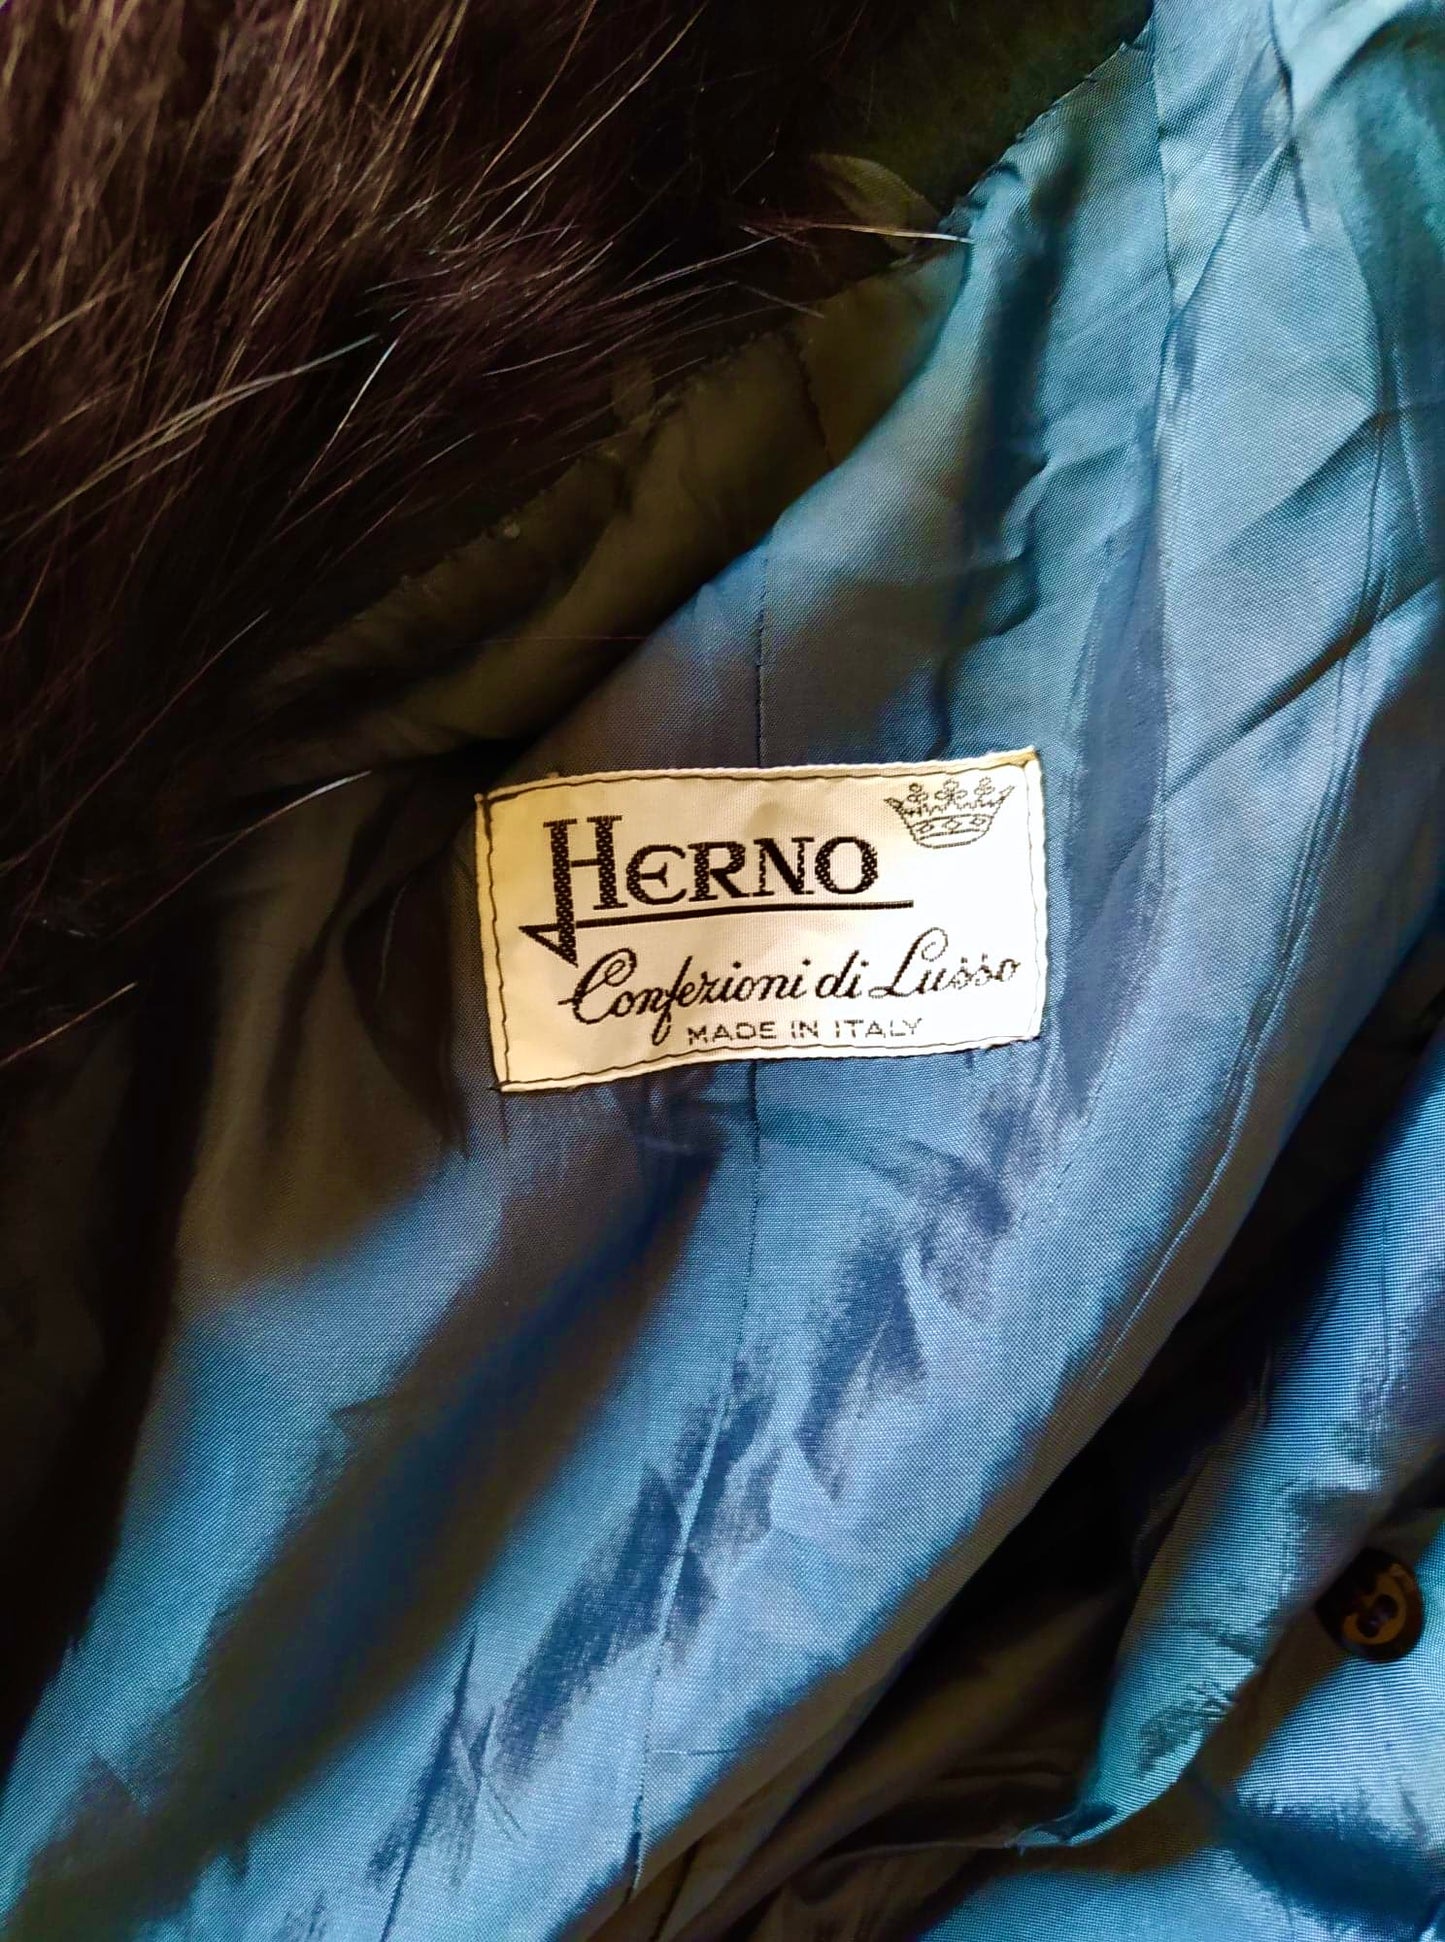 HERNO
Confezioni di Lusso
MADE IN ITALY